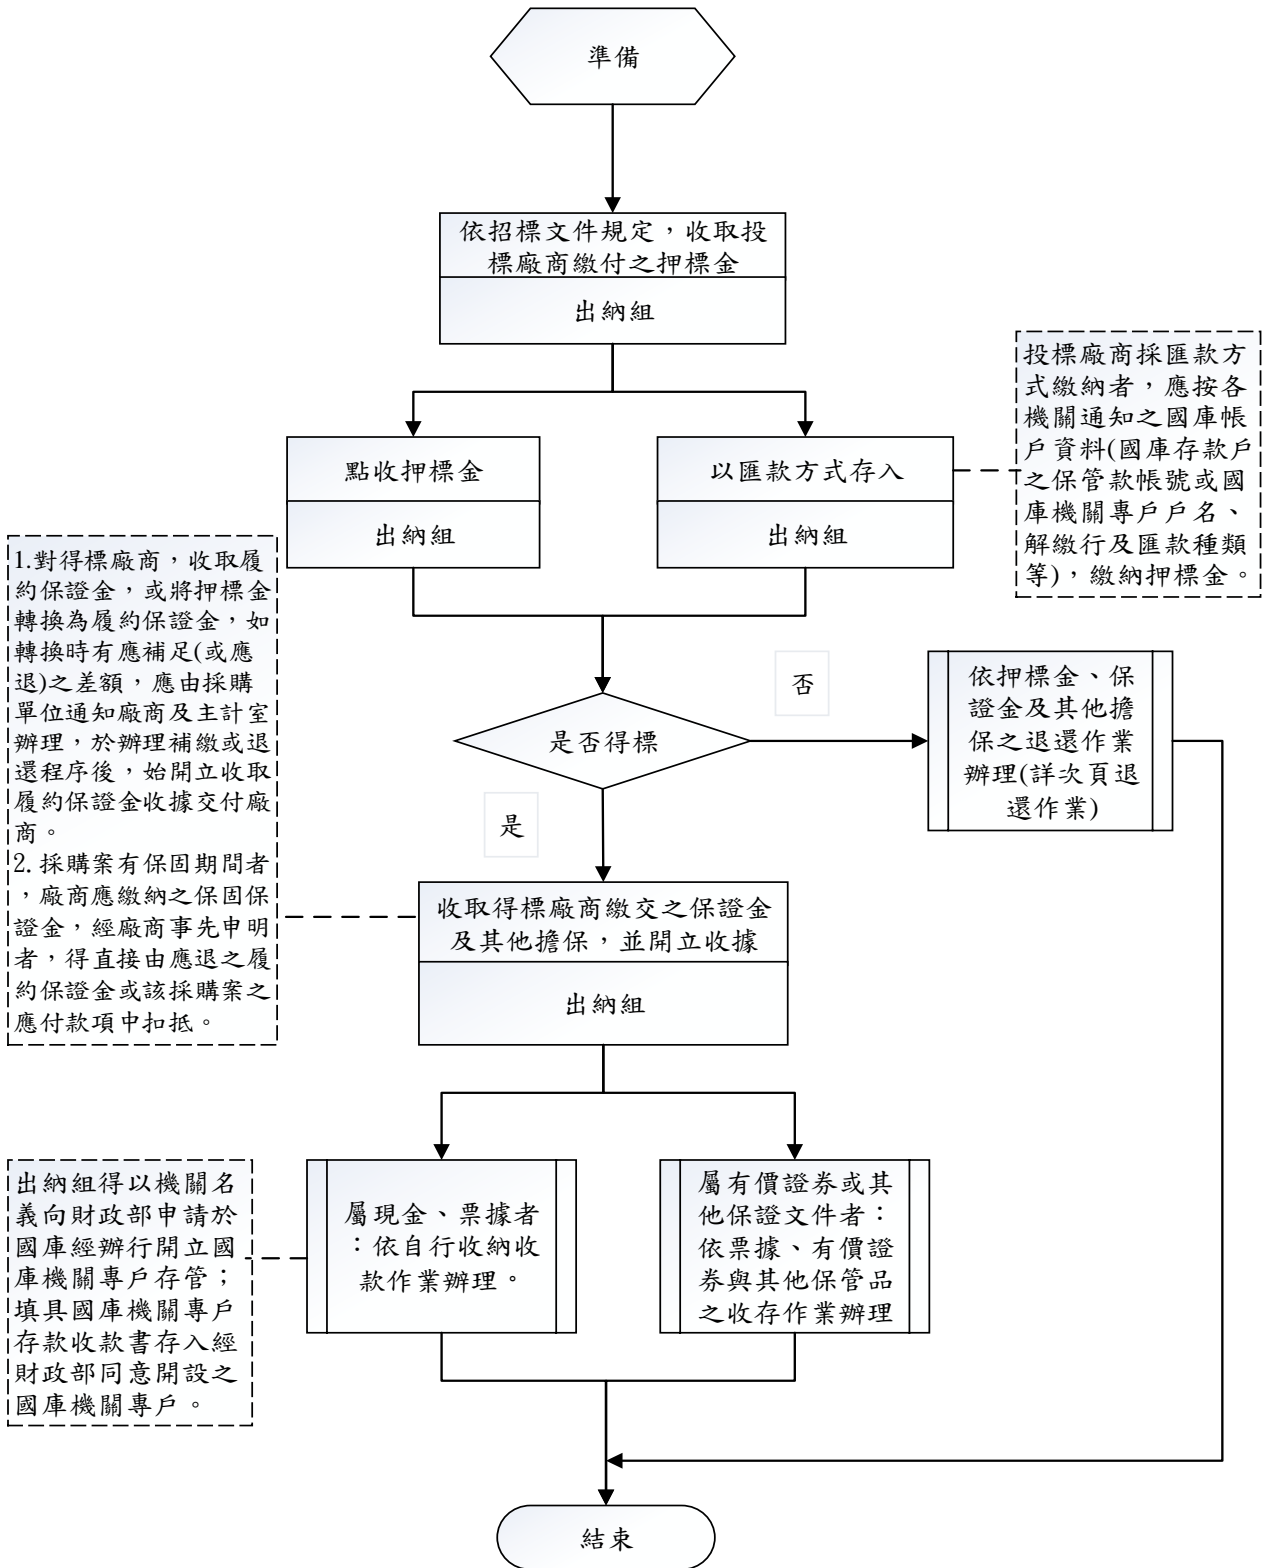 準備
依招標文件規定，收取投
標廠商繳付之押標金
出納組
點收押標金
出納組
以匯款方式存入
出納組
投標廠商採匯款方
式繳納者，應按各
機關通知之國庫帳
戶資料(國庫存款戶
之保管款帳號或國
庫機關專戶戶名、
解繳行及匯款種類
等)，繳納押標金。
1.對得標廠商，收取履
約保證金，或將押標金
轉換為履約保證金，如
轉換時有應補足(或應
退)之差額，應由採購
單位通知廠商及主計室
辦理，於辦理補繳或退
還程序後，始開立收取
履約保證金收據交付廠
商。
2. 採購案有保固期間者
，廠商應繳納之保固保
證金，經廠商事先申明
者，得直接由應退之履
約保證金或該採購案之
應付款項中扣抵。
是否得標
否
依押標金、保
證金及其他擔
保之退還作業
辦理(詳次頁退
還作業)
是
收取得標廠商繳交之保證金
及其他擔保，並開立收據
出納組
出納組得以機關名
義向財政部申請於
國庫經辦行開立國
庫機關專戶存管；
填具國庫機關專戶
存款收款書存入經
財政部同意開設之
國庫機關專戶。
屬現金、票據者
：依自行收納收
款作業辦理。
屬有價證券或其
他保證文件者：
依票據、有價證
券與其他保管品
之收存作業辦理
結束